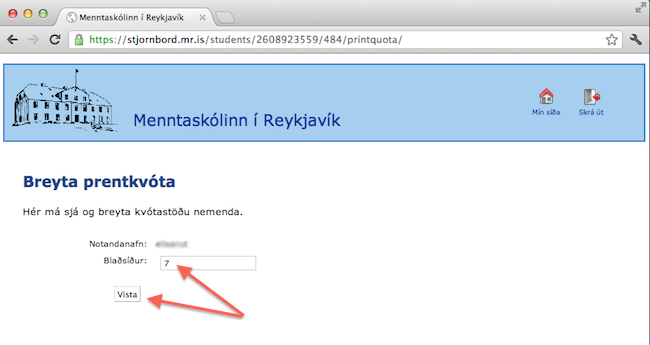 Menntaskólinn í Reykjavík
https://stjornbord.mr.is/students/2608923559/484/printquota/
Menntaskólinn í Reykjavík
Mín síða
Skrá út
Breyta prentkvóta
Hér má sjá og breyta kvótastöðu nemenda.
Notandanafn:
Blaðsíður: 7
Vista